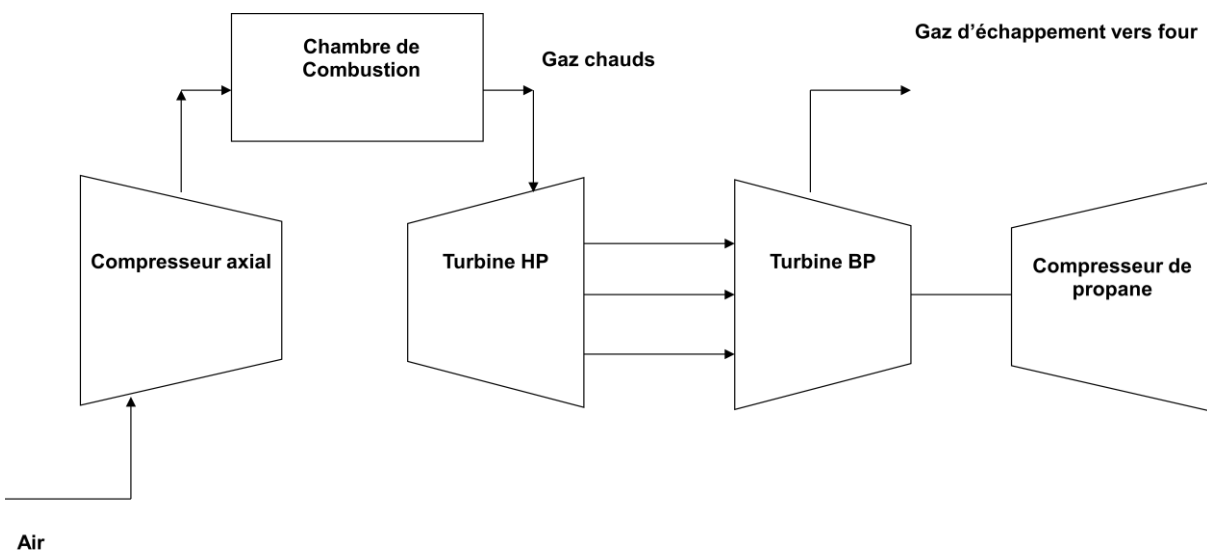 Gaz d’échappement vers four
Chambre de
Combustion
Gaz chauds
Compresseur axial
Turbine HP
Turbine BP
Compresseur de
propane
Air